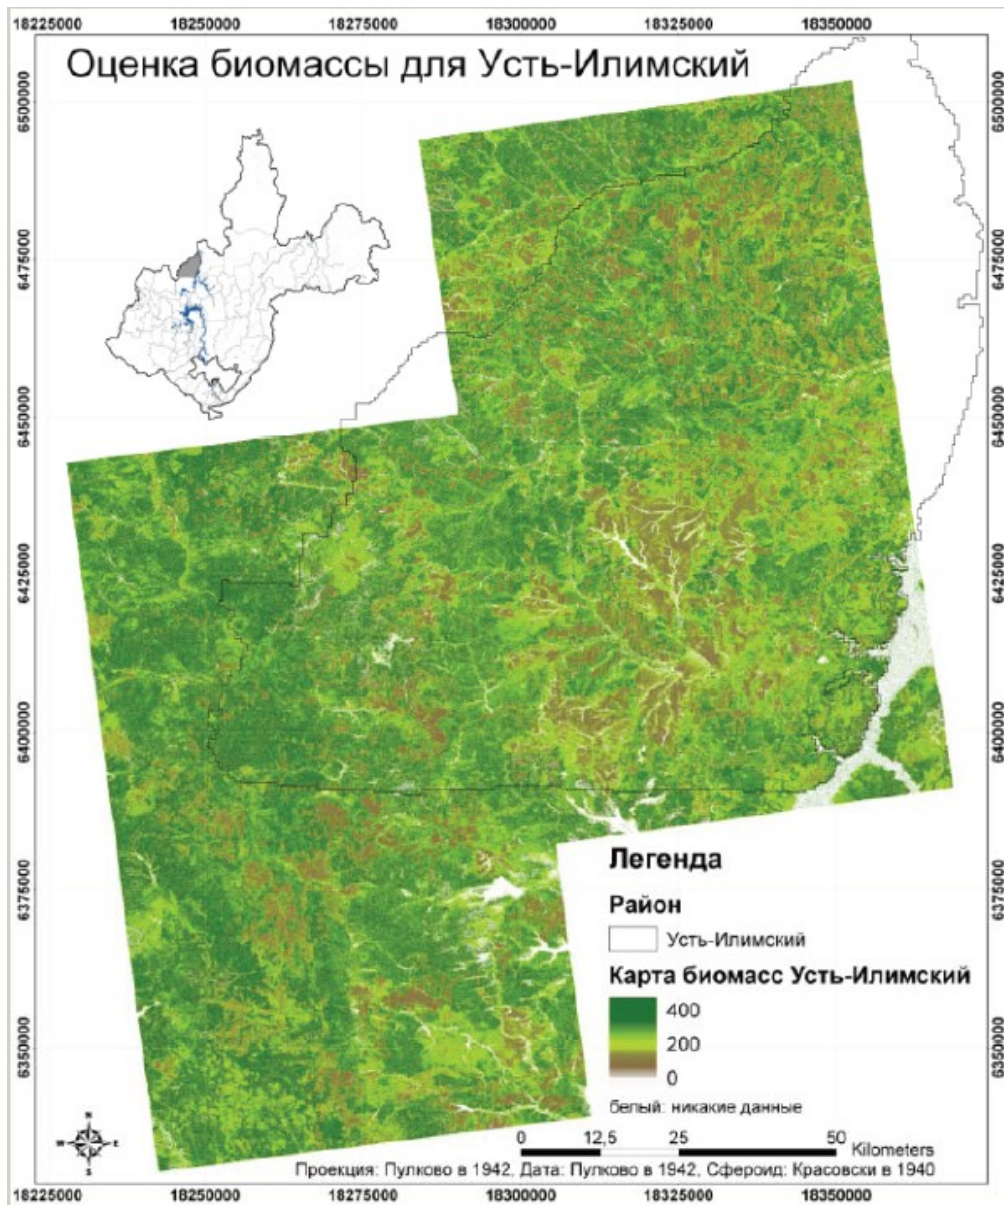 18225000 18250000 18275000 18300000 18325000 18350000
Оценка биомассы для Усть-Илимский
6500000
6475000
6450000
6425000
6400000
6375000
6350000
6500000
6475000
6450000
6425000
6400000
6375000
6350000
Легенда
Район
Усть-Илимский
Карта биомасс Усть-Илимский
400
200
0
белый: никакие данные
N
W E
S
0 12,5 25 50
Kilometers
Проекция: Пулково в 1942, Дата: Пулково в 1942, Сфероид: Красовски в 1940
18225000 18250000 18275000 18300000 18325000 18350000